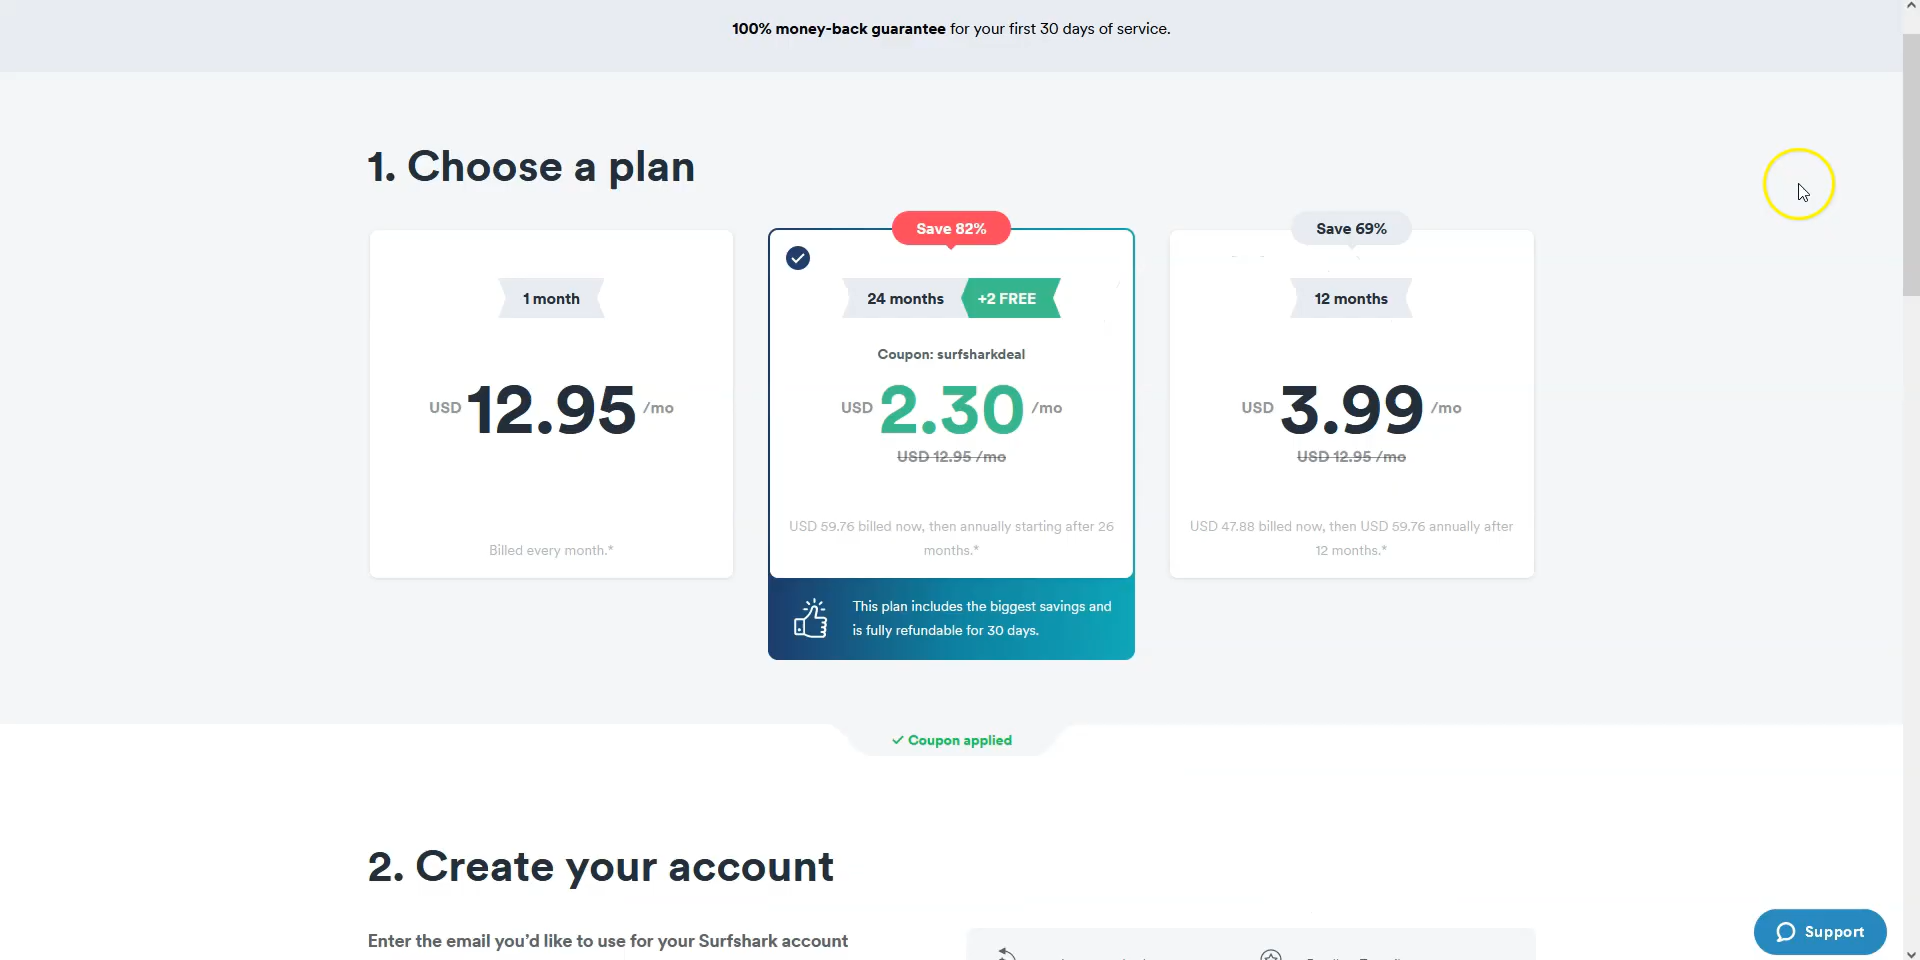 100% money-back guarantee for your first 30 days of service.
1. Choose a plan
1 month
USD 12.95 /mo
Billed every month.*
Save 82%
24 months +2 FREE
Coupon: surfsharkdeal
USD 2.30 /mo
USD 12.95 /mo
USD 59.76 billed now, then annually starting after 26
months.*
This plan includes the biggest savings and
is fully refundable for 30 days.
Save 69%
12 months
USD 3.99 /mo
USD 12.95 /mo
USD 47.88 billed now, then USD 59.76 annually after
12 months.*
Coupon applied
2. Create your account
Enter the email you’d like to use for your Surfshark account
Support